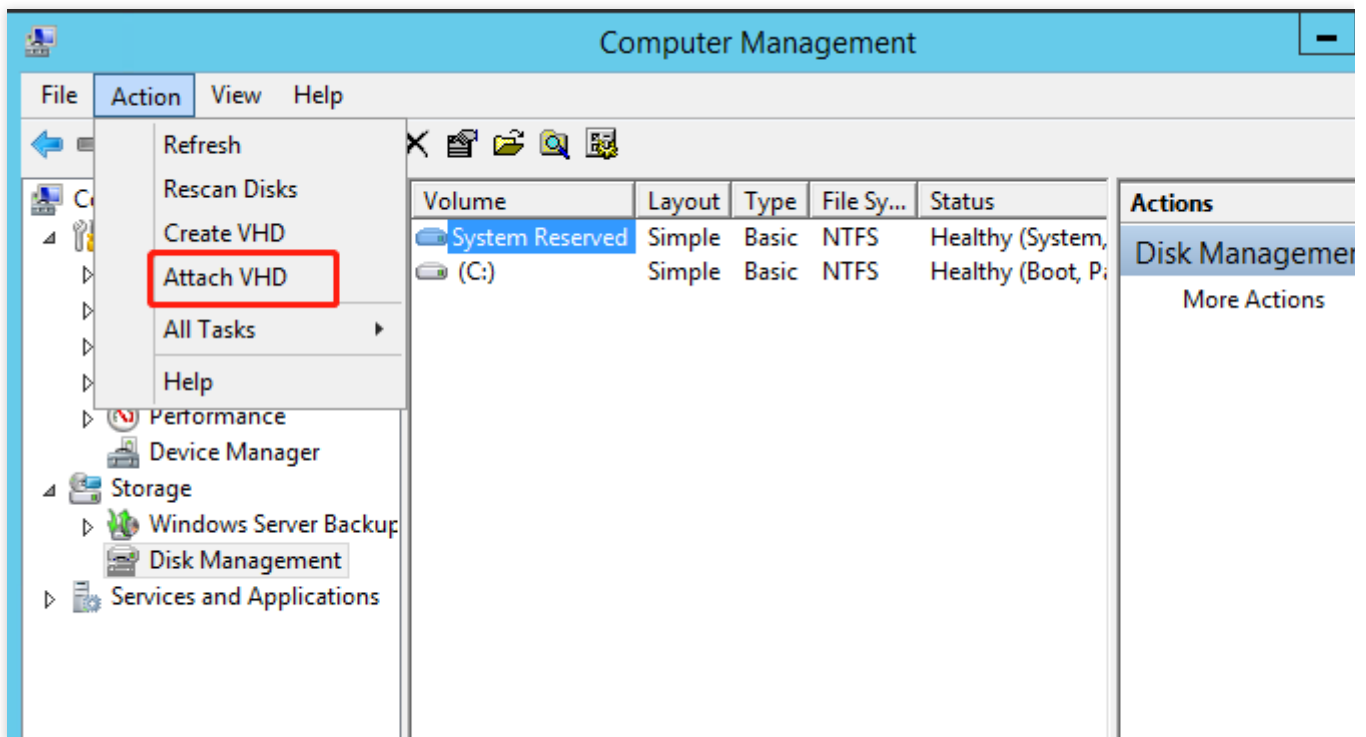 Computer Management
File Action View Help
Refresh
Rescan Disks
Create VHD
Attach VHD
All Tasks
Help
Performance
Device Manager
Storage
Windows Server Backup
Disk Management
Services and Applications
Volume Layout Type File Sy... Status
System Reserved Simple Basic NTFS Healthy (System,
(C:) Simple Basic NTFS Healthy (Boot,
Actions
Disk Management
More Actions